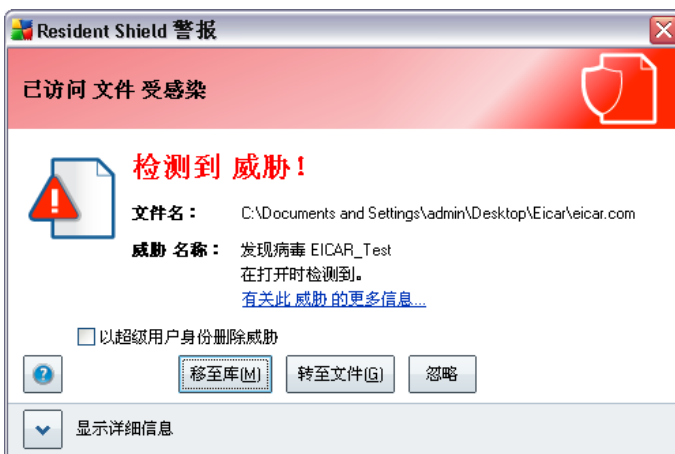 Resident Shield 警报
已访问 文件 受感染
检测到 威胁！
文件名： C:\Documents and Settings\admin\Desktop\Eicar\eicar.com
威胁 名称： 发现病毒 EICAR_Test
在打开时检测到。
有关此 威胁 的更多信息...
以超级用户身份删除威胁
移至库(M) 转至文件(G) 忽略
显示详细信息